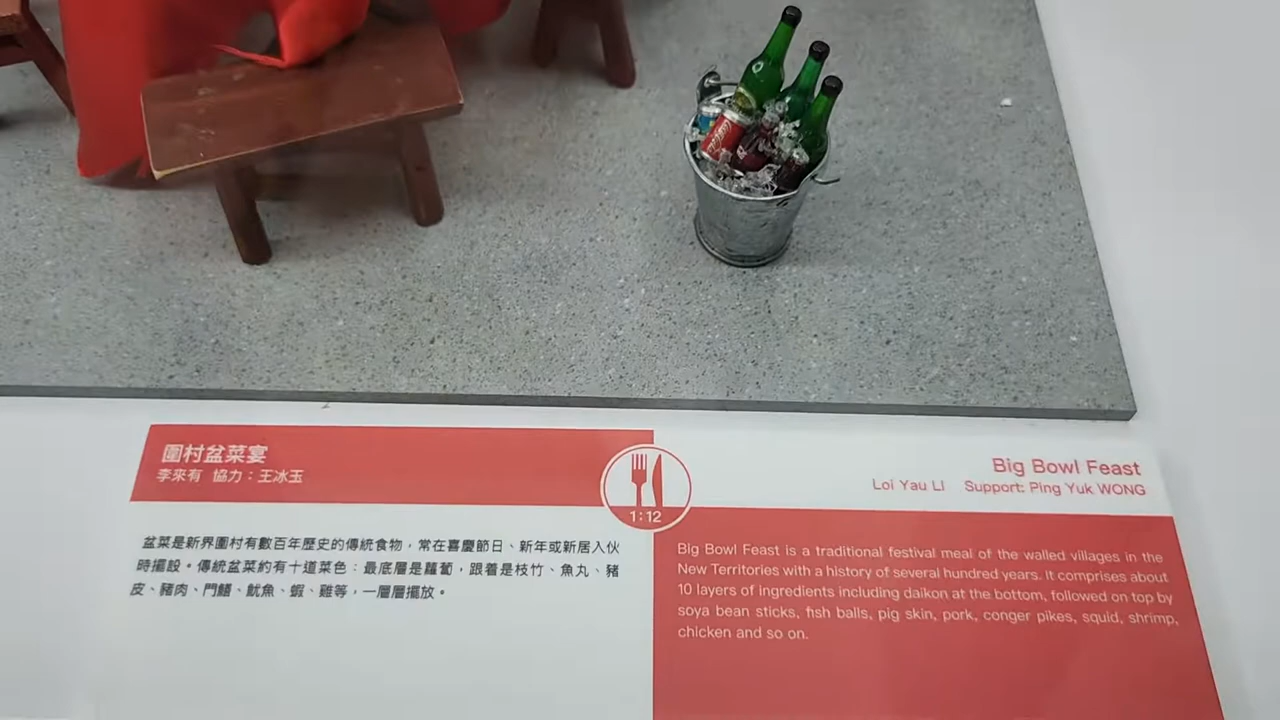 Coca-Cola
圍村盆菜宴
李來有 協力：王冰玉
盆菜是新界圍村有數百年歷史的傳統食物，常在喜慶節日、新年或新居入伙
時擺設。傳統盆菜約有十道菜色：最底層是蘿蔔，跟着是枝竹、魚丸、豬
皮、豬肉、門鱔、魷魚、蝦、雞等，一層層擺放。
1:12
Big Bowl Feast
Loi Yau LI Support: Ping Yuk WONG
Big Bowl Feast is a traditional festival meal of the walled villages in the
New Territories with a history of several hundred years. It comprises about
10 layers of ingredients including daikon at the bottom, followed on top by
soya bean sticks, fish balls, pig skin, pork, conger pikes, squid, shrimp,
chicken and so on.